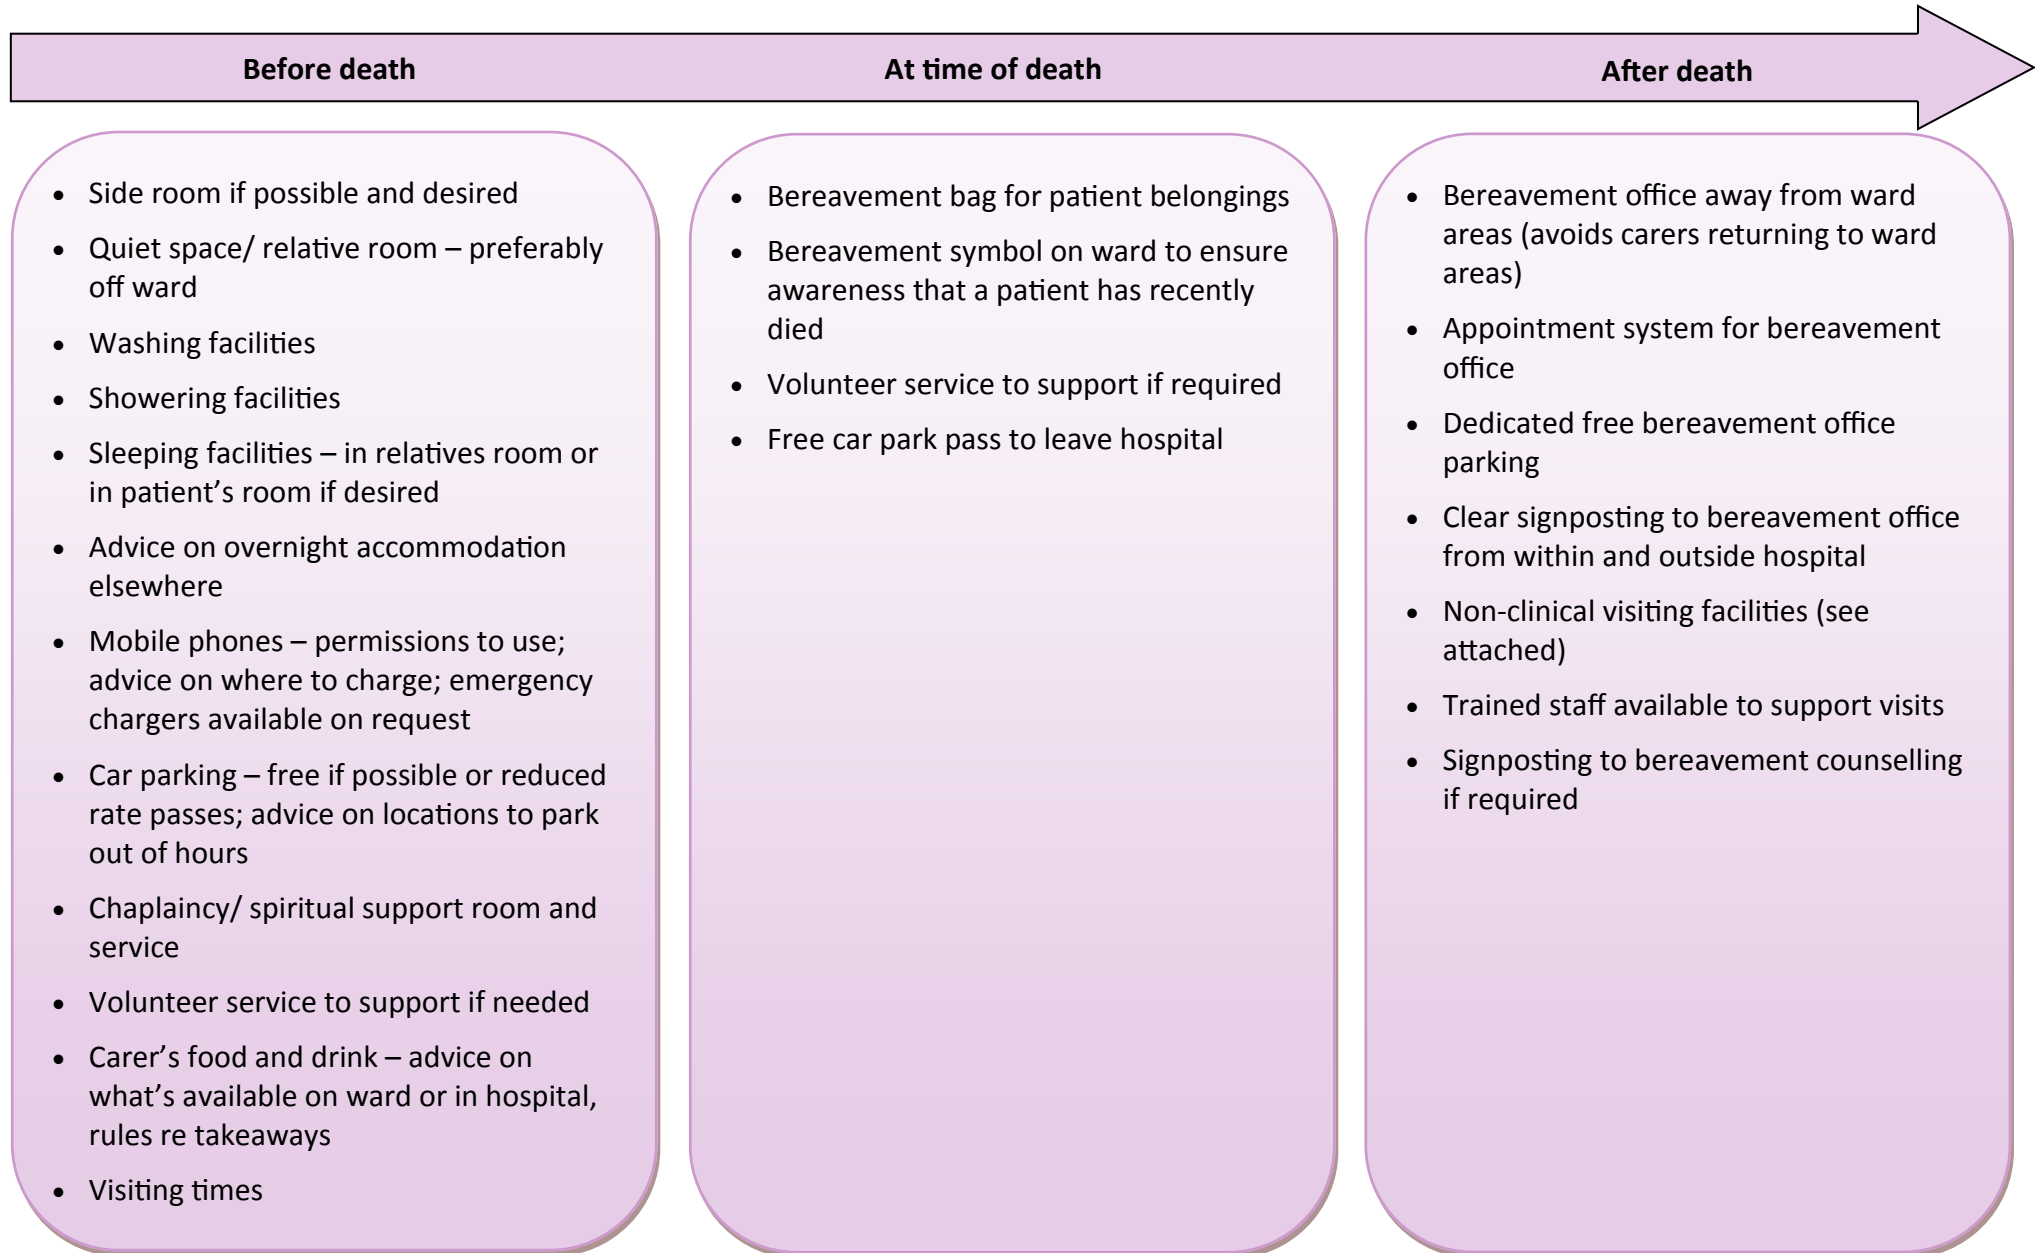 Before death
At time of death
After death
• Side room if possible and desired
• Quiet space/ relative room – preferably
off ward
• Washing facilities
• Showering facilities
• Sleeping facilities – in relatives room or
in patient’s room if desired
• Advice on overnight accommodation
elsewhere
• Mobile phones – permissions to use;
advice on where to charge; emergency
chargers available on request
• Car parking – free if possible or reduced
rate passes; advice on locations to park
out of hours
• Chaplaincy/ spiritual support room and
service
• Volunteer service to support if needed
• Carer’s food and drink – advice on
what’s available on ward or in hospital,
rules re takeaways
• Visiting times
• Bereavement bag for patient belongings
• Bereavement symbol on ward to ensure
awareness that a patient has recently
died
• Volunteer service to support if required
• Free car park pass to leave hospital
• Bereavement office away from ward
areas (avoids carers returning to ward
areas)
• Appointment system for bereavement
office
• Dedicated free bereavement office
parking
• Clear signposting to bereavement office
from within and outside hospital
• Non-clinical visiting facilities (see
attached)
• Trained staff available to support visits
• Signposting to bereavement counselling
if required